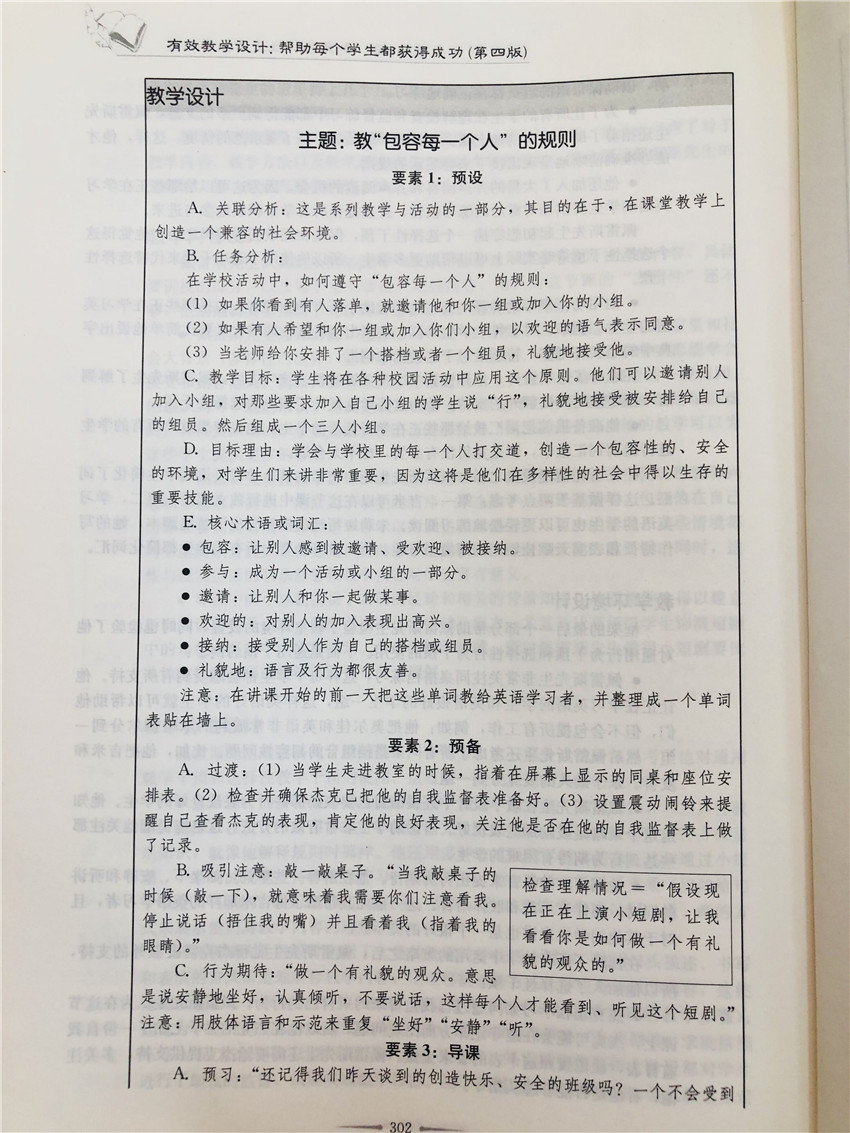 有效教学设计：帮助每个学生都获得成功(第四版)
教学设计
主题：教“包容每一个人”的规则
要素1：预设
A. 关联分析：这是系列教学与活动的一部分，其目的在于，在课堂教学上
创造一个兼容的社会环境。
B. 任务分析：
在学校活动中，如何遵守“包容每一个人”的规则：
(1) 如果你看到有人落单，就邀请他和你一组或加入你的小组。
(2) 如果有人希望和你一组或加入你们小组，以欢迎的语气表示同意。
(3) 当老师给你安排了一个搭档或者一个组员，礼貌地接受他。
C. 教学目标：学生将在各种校园活动中应用这个原则。他们可以邀请别人
加入小组，对那些要求加入自己小组的学生说“行”，礼貌地接受被安排给自己
的组员。然后组成一个三人小组。
D. 目标理由：学会与学校里的每一个人打交道，创造一个包容性的、安全
的环境，对学生们来讲非常重要，因为这将是他们在多样性的社会中得以生存的
重要技能。
E. 核心术语或词汇：
● 包容：让别人感到被邀请、受欢迎、被接纳。
● 参与：成为一个活动或小组的一部分。
● 邀请：让别人和你一起做某事。
● 欢迎的：对别人的加入表现出高兴。
● 接纳：接受别人作为自己的搭档或组员。
● 礼貌地：语言及行为都很友善。
注意：在讲课开始的前一天把这些单词教给英语学习者，并整理成一个单词
表贴在墙上。
要素2：预备
A. 过渡：(1) 当学生走进教室的时候，指着在屏幕上显示的同桌和座位安
排表。(2) 检查并确保杰克已把他的自我监督表准备好。(3) 设置震动闹铃来提
醒自己查看杰克的表现，肯定他的良好表现，关注他是否在他的自我监督表上做
了记录。
B. 吸引注意：敲一敲桌子。“当我敲桌子的
时候（敲一下），就意味着我需要你们注意看我。
停止说话（捂住我的嘴）并且看着我（指着我的
眼睛）。”
检查理解情况＝“假设现
在正在上演小短剧，让我
看看你是如何做一个有礼
貌的观众的。”
C. 行为期待：“做一个有礼貌的观众。意思
是说安静地坐好，认真倾听，不要说话，这样每个人才能看到、听见这个短剧。”
注意：用肢体语言和示范来重复“坐好”“安静”“听”。
要素3：导课
A. 预习：“还记得我们昨天谈到的创造快乐、安全的班级吗？一个不会受到
302